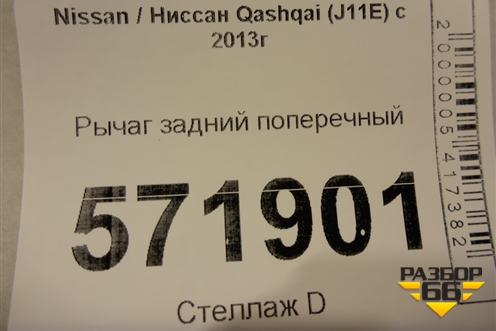 Nissan / Ниссан Qashqai (J11E) с
2013г
Рычаг задний поперечный
571901
Стеллаж D
2000005417382
РАЗБОР
66